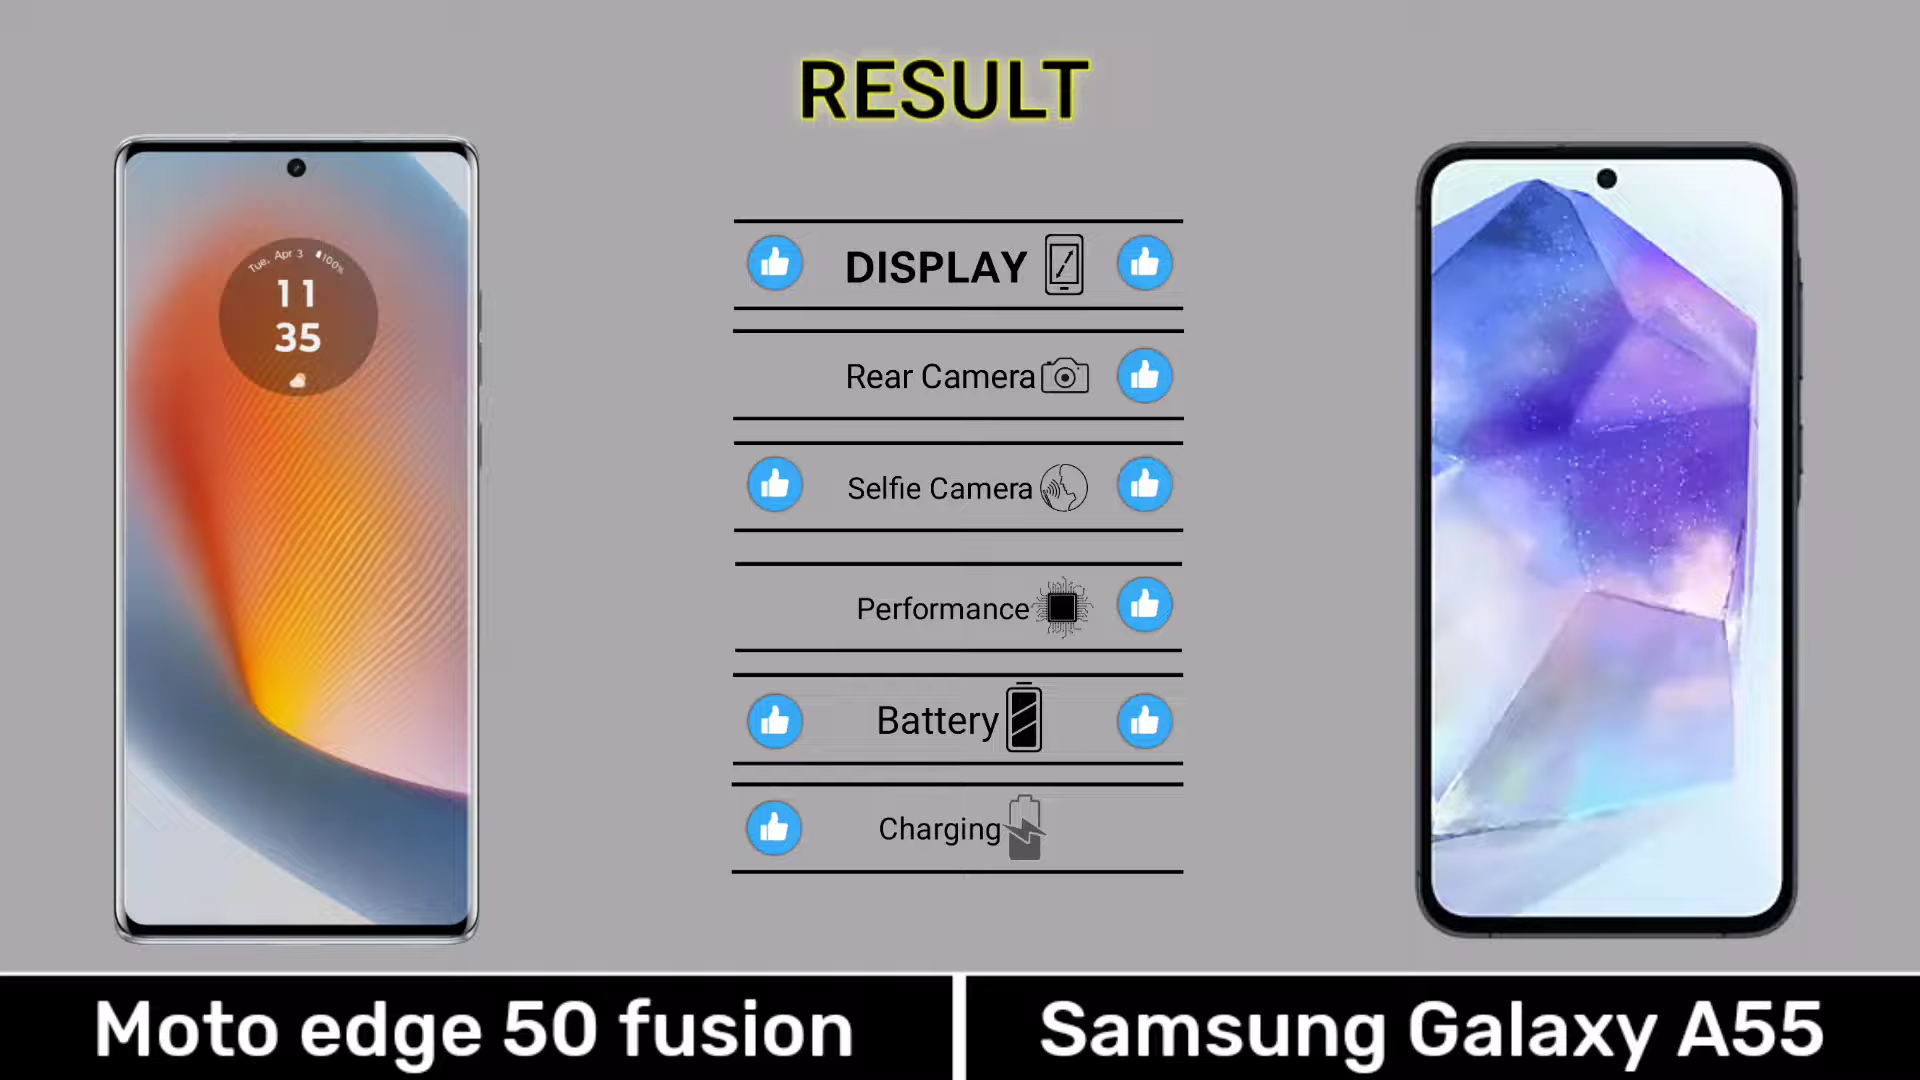 RESULT
Tue, Apr 3 100%
11
35
DISPLAY
Rear Camera
Selfie Camera
Performance
Battery
Charging
Moto edge 50 fusion
Samsung Galaxy A55